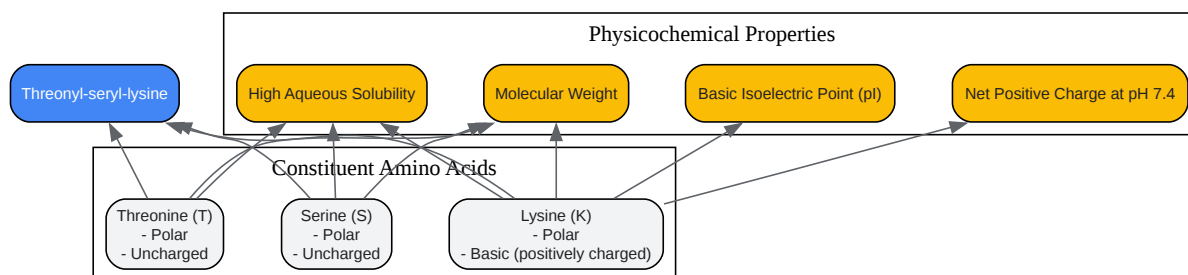 Physicochemical Properties
Threonyl-seryl-lysine
High Aqueous Solubility
Molecular Weight
Basic Isoelectric Point (pI)
Net Positive Charge at pH 7.4
Constituent Amino Acids
Threonine (T)
- Polar
- Uncharged
Serine (S)
- Polar
- Uncharged
Lysine (K)
- Polar
- Basic (positively charged)